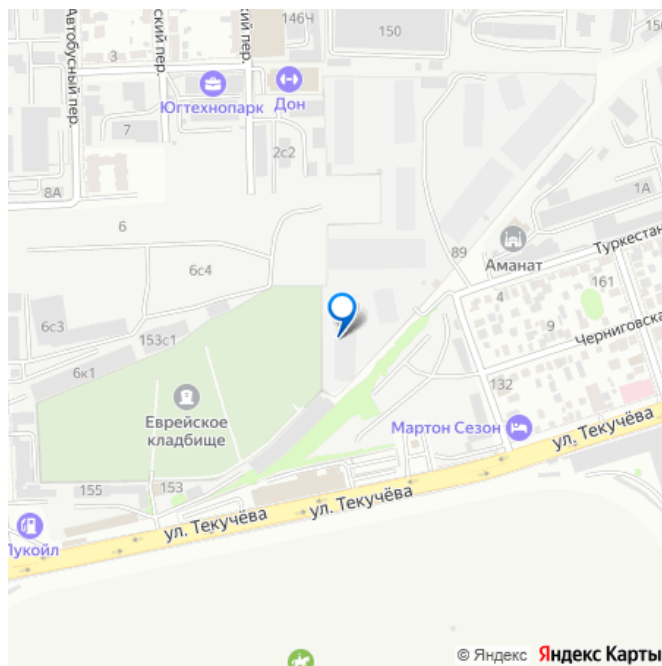 146Ч
150
Автобусный пер.
ский пер.
кий пер.
3
Югтехнопарк
Дон
7
2с2
8А
1А
6
89
Аманат
Туркестан
6с4
161
4
6с3
153с1
9
Черниговска
6к1
132
Еврейское
кладбище
Мартон Сезон
ул. Текучёва
155
153
ул. Текучёва
ул. Текучёва
Лукойл
© Яндекс
Яндекс Карты